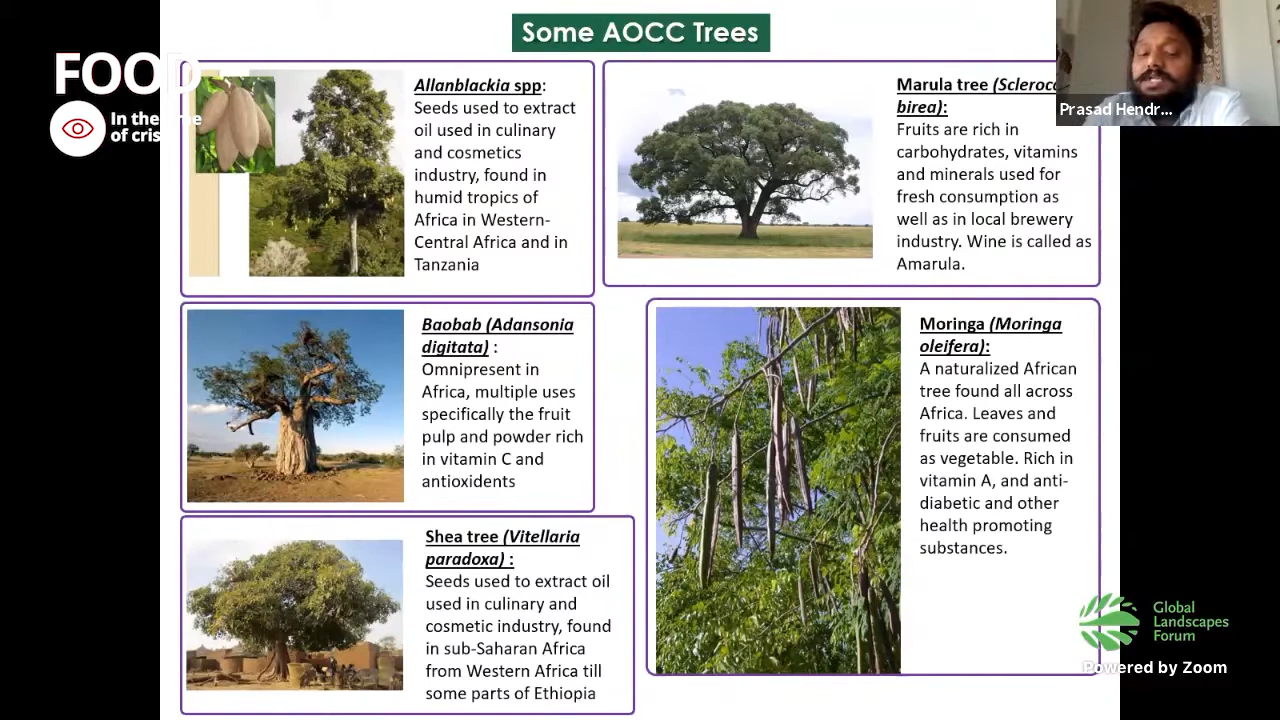 Some AOCC Trees
FOOD
In the
of cris
Allanblackia spp:
Seeds used to extract
oil used in culinary
and cosmetics
industry, found in
humid tropics of
Africa in Western-
Central Africa and in
Tanzania
Marula tree (Scleroc
birea):
Fruits are rich in
carbohydrates, vitamins
and minerals used for
fresh consumption as
well as in local brewery
industry. Wine is called as
Amarula.
Prasad Hendr...
Baobab (Adansonia
digitata) :
Omnipresent in
Africa, multiple uses
specifically the fruit
pulp and powder rich
in vitamin C and
antioxidents
Moringa (Moringa
oleifera):
A naturalized African
tree found all across
Africa. Leaves and
fruits are consumed
as vegetable. Rich in
vitamin A, and anti-
diabetic and other
health promoting
substances.
Shea tree (Vitellaria
paradoxa) :
Seeds used to extract oil
used in culinary and
cosmetic industry, found
in sub-Saharan Africa
from Western Africa till
some parts of Ethiopia
Global
Landscapes
Forum
Powered by Zoom